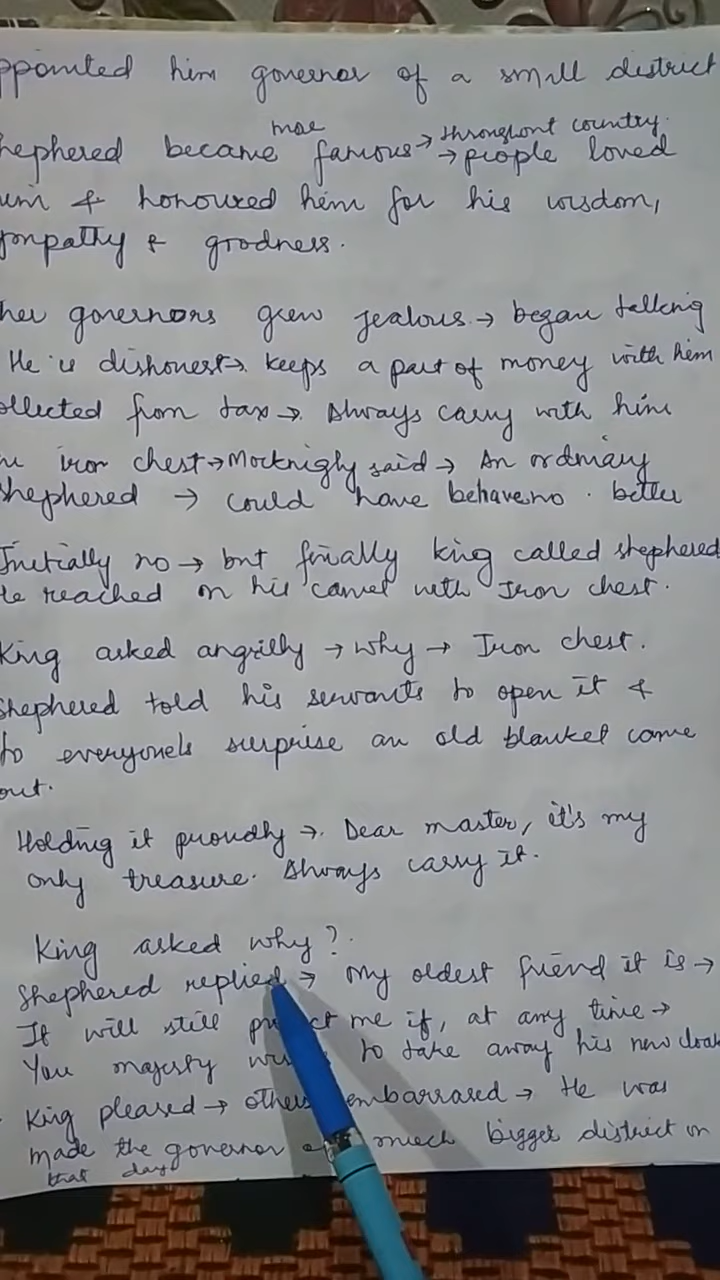 ppointed him governor of a small district
hephered became more famous → throughout country.
→ people loved
him & honoured him for his wisdom,
ympathy & goodness.
her governors grew jealous → began talking
He is dishonest → keeps a part of money with him
ollected from tax → Always carry with him
iron chest → Mocknigly said → An ordinary
shephered → could have behave no . better
Initially no → but finally king called shephered
He reached on his camel with Iron chest.
King asked angrilly → why → Iron chest.
shephered told his servants to open it &
to everyone's surprise an old blanket come
out.
Holding it proudly → Dear master, it's my
only treasure. Always carry it.
King asked why?
Shephered replied → My oldest friend it is →
It will still me if, at any time →
You majesty to take away his new cloak
King pleased → others embarrased → He was
made the governor much bigger district on
that day